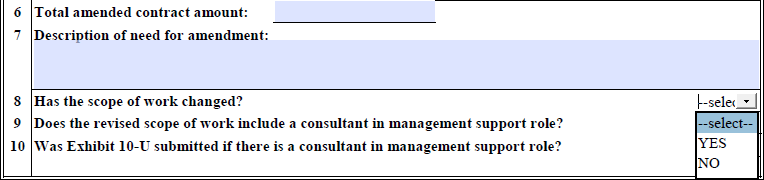 6 Total amended contract amount:
7 Description of need for amendment:
8 Has the scope of work changed? --selec
9 Does the revised scope of work include a consultant in management support role? --select--
10 Was Exhibit 10-U submitted if there is a consultant in management support role? YES
NO